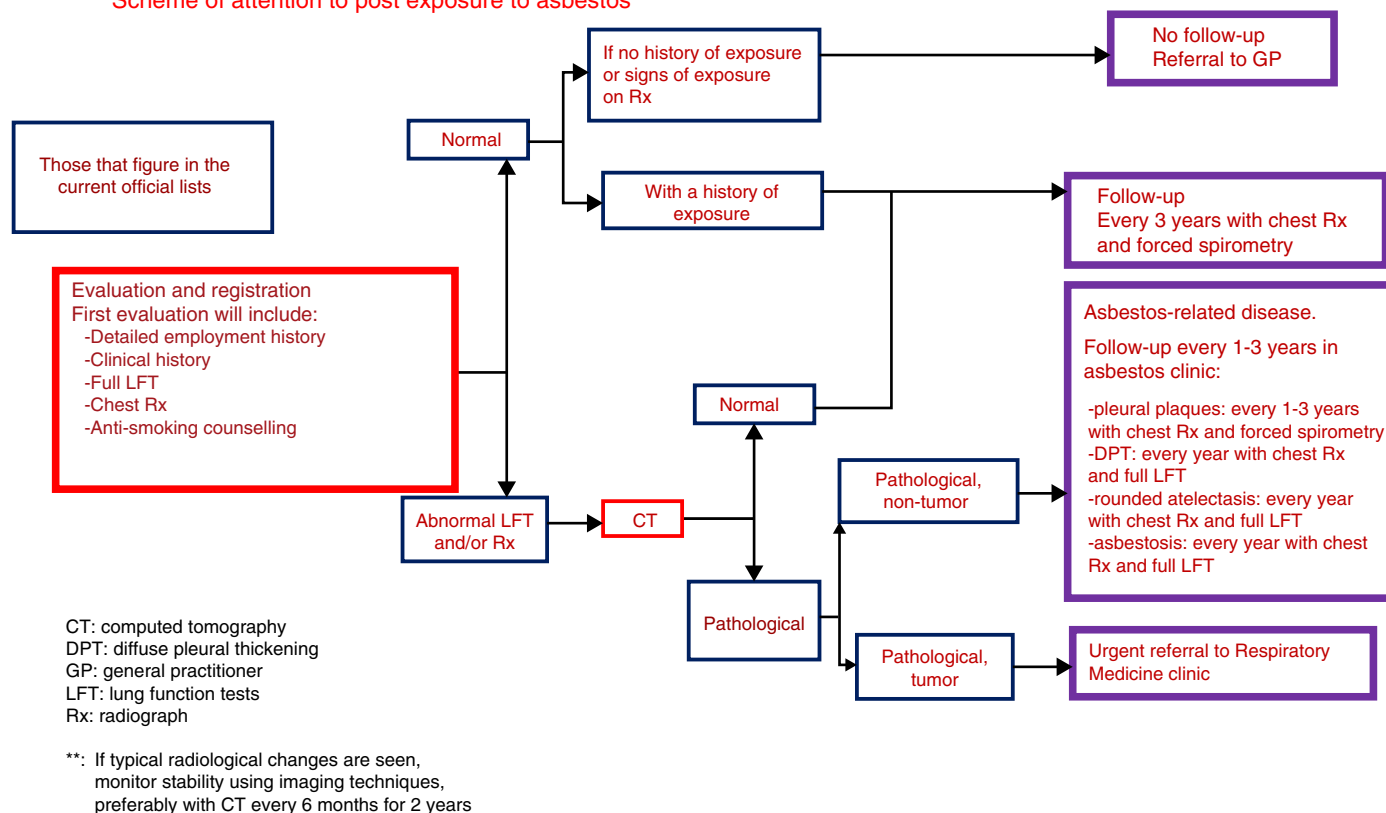 Scheme of attention to post exposure to asbestos
Those that figure in the
current official lists
Evaluation and registration
First evaluation will include:
-Detailed employment history
-Clinical history
-Full LFT
-Chest Rx
-Anti-smoking counselling
Normal
If no history of exposure
or signs of exposure
on Rx
No follow-up
Referral to GP
With a history of
exposure
Follow-up
Every 3 years with chest Rx
and forced spirometry
Abnormal LFT
and/or Rx
CT
Normal
Pathological
Pathological,
non-tumor
Asbestos-related disease.
Follow-up every 1-3 years in
asbestos clinic:
-pleural plaques: every 1-3 years
with chest Rx and forced spirometry
-DPT: every year with chest Rx
and full LFT
-rounded atelectasis: every year
with chest Rx and full LFT
-asbestosis: every year with chest
Rx and full LFT
Pathological,
tumor
Urgent referral to Respiratory
Medicine clinic
CT: computed tomography
DPT: diffuse pleural thickening
GP: general practitioner
LFT: lung function tests
Rx: radiograph
**: If typical radiological changes are seen,
monitor stability using imaging techniques,
preferably with CT every 6 months for 2 years